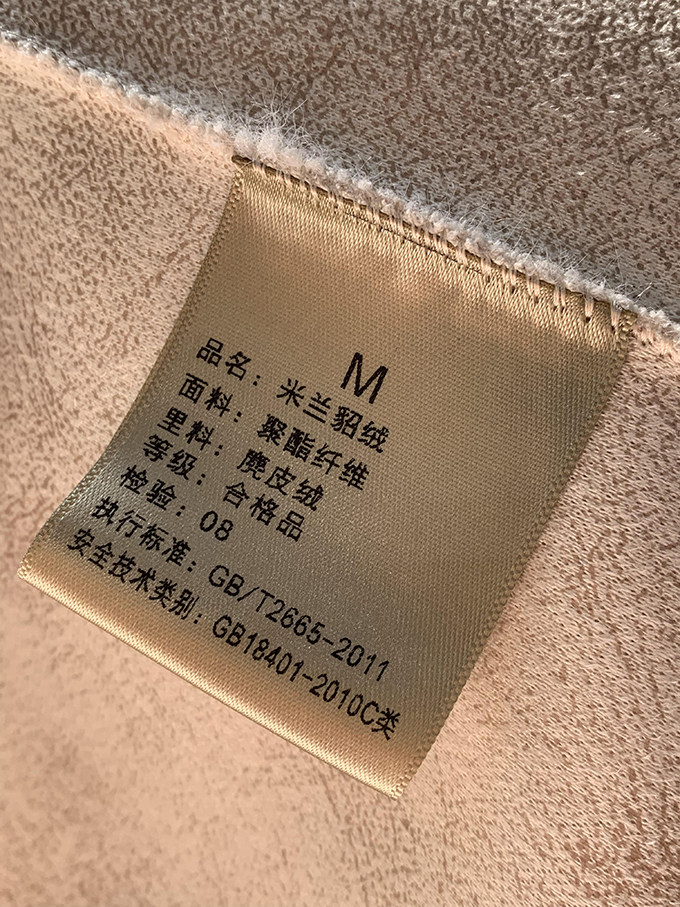 M
品名：米兰貂绒
面料：聚酯纤维
里料：麂皮绒
等级：合格品
检验：08
执行标准：GB/T2665-2011
安全技术类别：GB18401-2010C类